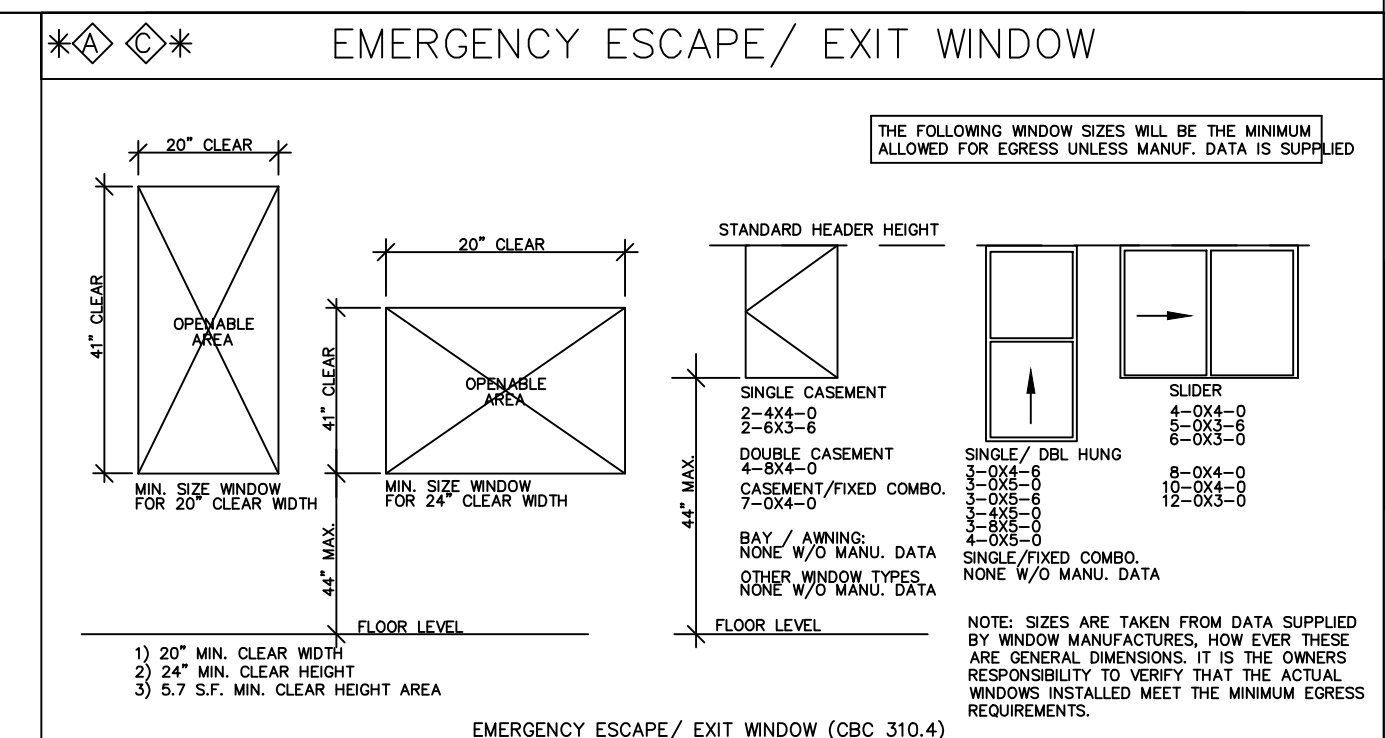 *A C*
EMERGENCY ESCAPE/ EXIT WINDOW
THE FOLLOWING WINDOW SIZES WILL BE THE MINIMUM
ALLOWED FOR EGRESS UNLESS MANUF. DATA IS SUPPLIED
20" CLEAR
41" CLEAR
OPENABLE
AREA
MIN. SIZE WINDOW
FOR 20" CLEAR WIDTH
20" CLEAR
41" CLEAR
OPENABLE
AREA
MIN. SIZE WINDOW
FOR 24" CLEAR WIDTH
44" MAX.
FLOOR LEVEL
1) 20" MIN. CLEAR WIDTH
2) 24" MIN. CLEAR HEIGHT
3) 5.7 S.F. MIN. CLEAR HEIGHT AREA
STANDARD HEADER HEIGHT
44" MAX.
SINGLE CASEMENT
2-4X4-0
2-6X3-6
DOUBLE CASEMENT
4-8X4-0
CASEMENT/FIXED COMBO.
7-0X4-0
BAY / AWNING:
NONE W/O MANU. DATA
OTHER WINDOW TYPES
NONE W/O MANU. DATA
FLOOR LEVEL
SINGLE/ DBL HUNG
3-0X4-6
3-0X5-0
3-0X5-6
3-4X5-0
3-8X5-0
4-0X5-0
SINGLE/FIXED COMBO.
NONE W/O MANU. DATA
SLIDER
4-0X4-0
5-0X3-6
6-0X3-0
8-0X4-0
10-0X4-0
12-0X3-0
NOTE: SIZES ARE TAKEN FROM DATA SUPPLIED
BY WINDOW MANUFACTURES, HOW EVER THESE
ARE GENERAL DIMENSIONS. IT IS THE OWNERS
RESPONSIBILITY TO VERIFY THAT THE ACTUAL
WINDOWS INSTALLED MEET THE MINIMUM EGRESS
REQUIREMENTS.
EMERGENCY ESCAPE/ EXIT WINDOW (CBC 310.4)